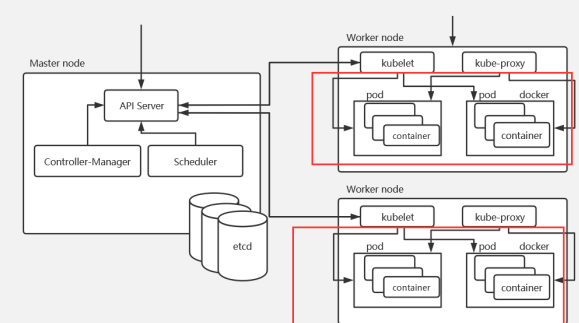 Master node
API Server
Controller-Manager
Scheduler
etcd
Worker node
kubelet
kube-proxy
pod
pod
docker
container
container
Worker node
kubelet
kube-proxy
pod
pod
docker
container
container